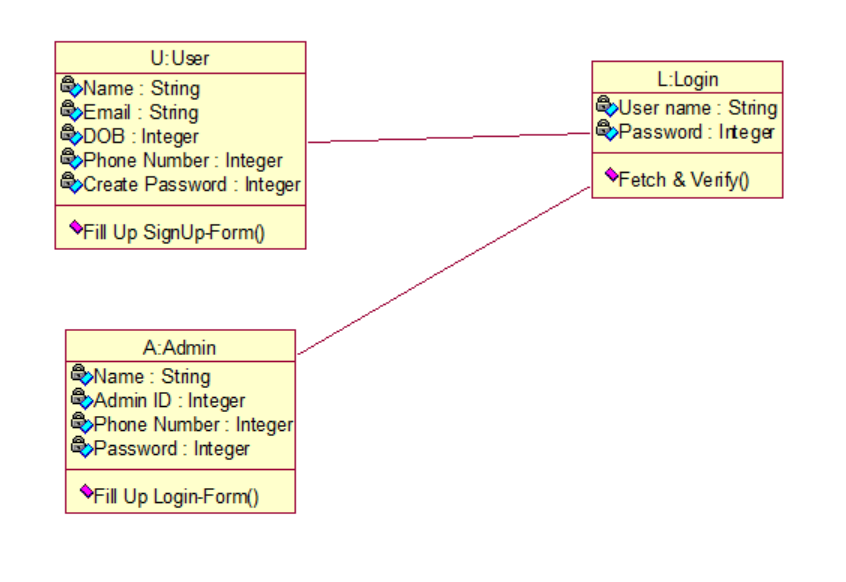 U:User
Name : String
Email : String
DOB : Integer
Phone Number : Integer
Create Password : Integer
Fill Up SignUp-Form()
L:Login
User name : String
Password : Integer
Fetch & Verify()
A:Admin
Name : String
Admin ID : Integer
Phone Number : Integer
Password : Integer
Fill Up Login-Form()